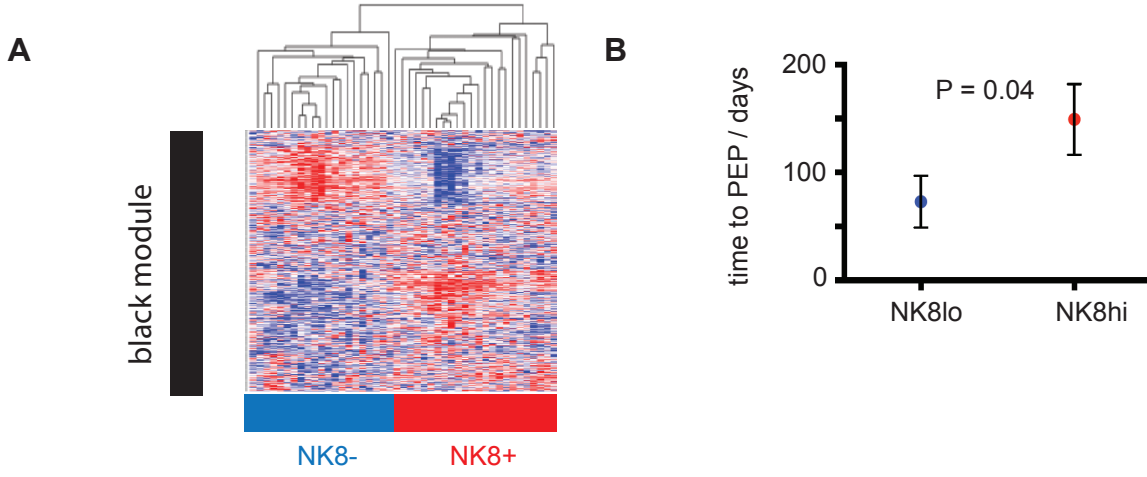 A
black module
NK8-
NK8+
B
time to PEP / days
200
100
0
P = 0.04
NK8lo
NK8hi